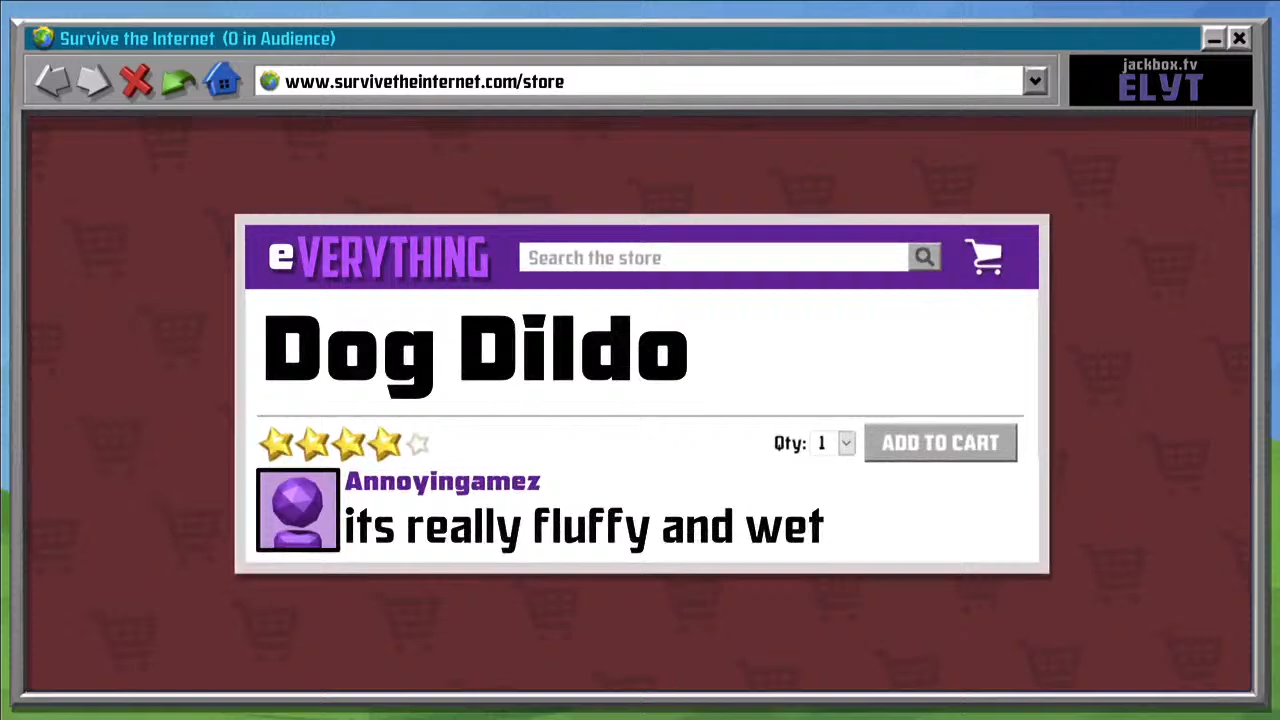 Survive the Internet (0 in Audience)
www.survivetheinternet.com/store
jackbox.tv
ELYT
eVERYTHING
Search the store
Dog Dildo
Qty: 1
ADD TO CART
Annoyingamez
its really fluffy and wet